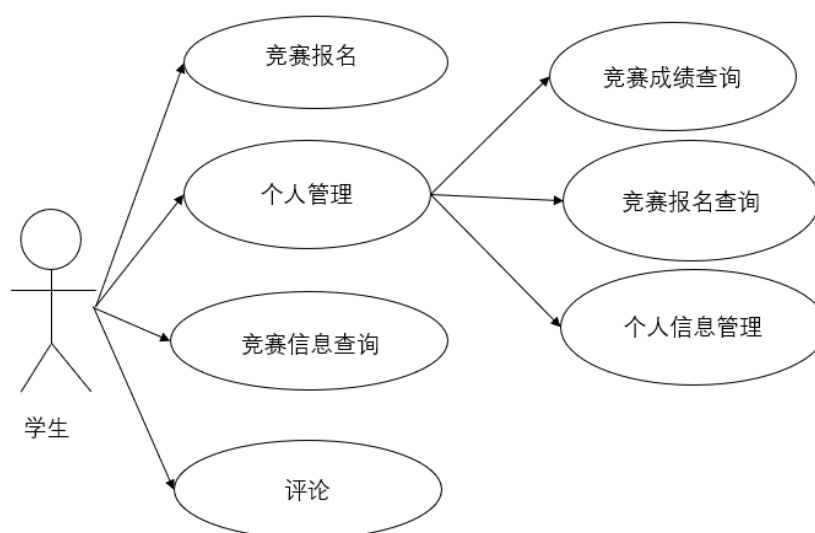 竞赛报名
竞赛成绩查询
个人管理
竞赛报名查询
竞赛信息查询
个人信息管理
学生
评论